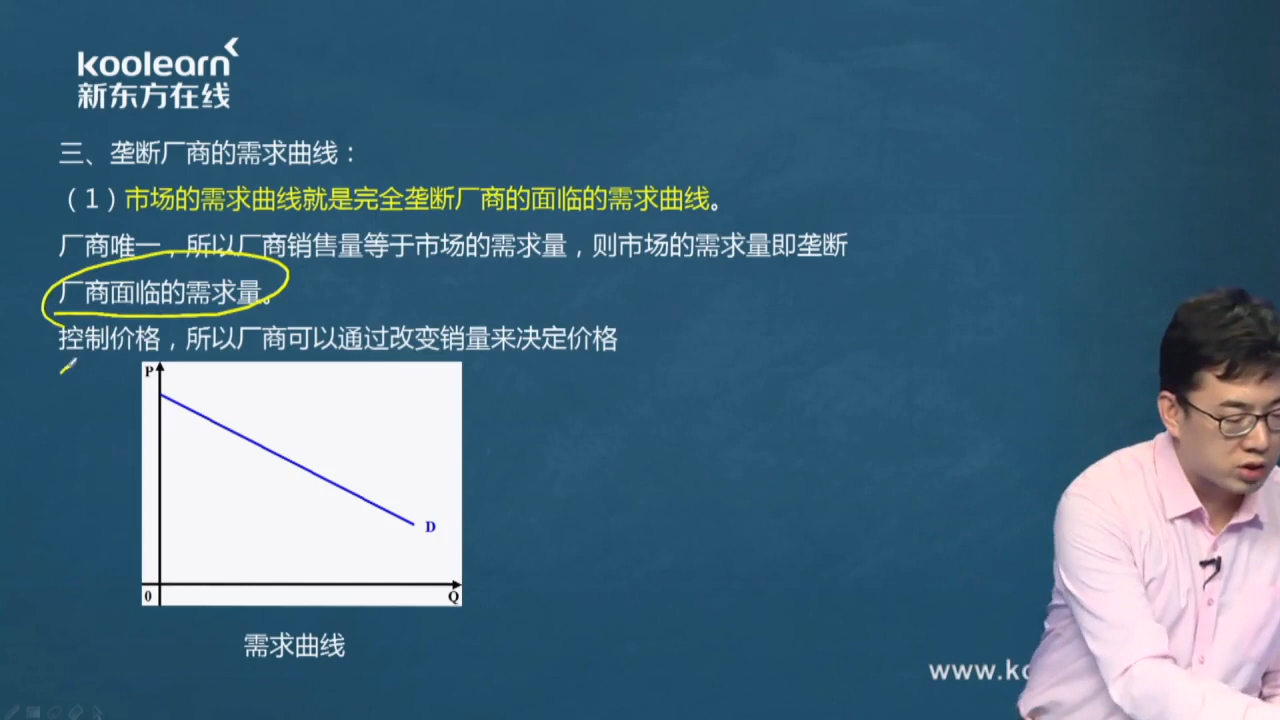 koolearn
新东方在线
三、垄断厂商的需求曲线：
（1）市场的需求曲线就是完全垄断厂商的面临的需求曲线。
厂商唯一，所以厂商销售量等于市场的需求量，则市场的需求量即垄断
厂商面临的需求量。
控制价格，所以厂商可以通过改变销量来决定价格
P
D
0
Q
需求曲线
www.ko